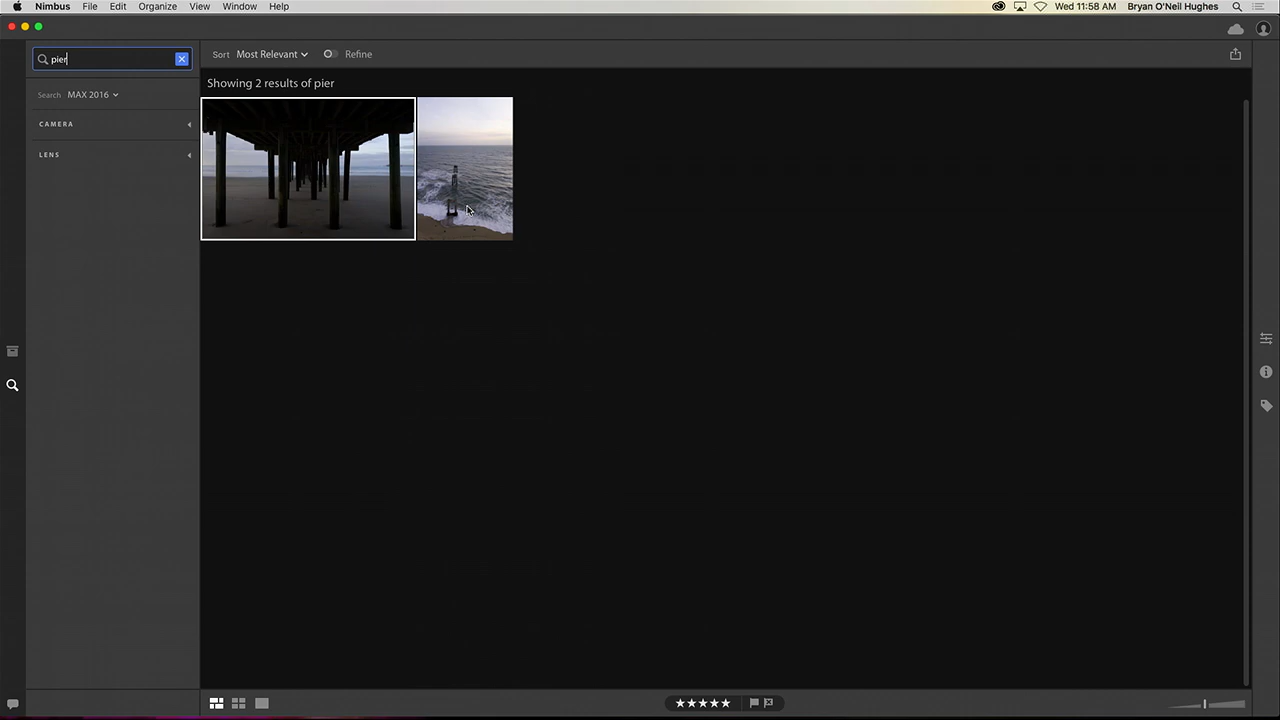 Nimbus File Edit Organize View Window Help Wed 11:58 AM Bryan O'Neil Hughes
pier Sort Most Relevant Refine
Showing 2 results of pier
Search MAX 2016
CAMERA
LENS